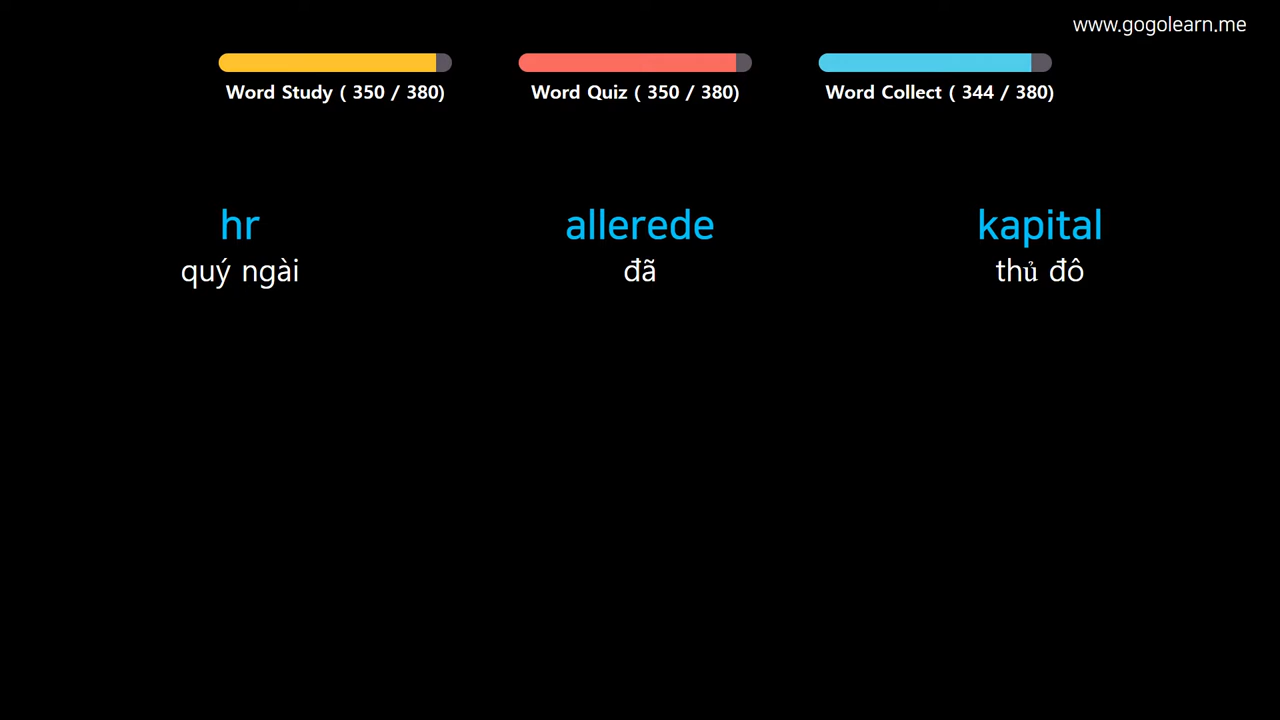 www.gogolearn.me
Word Study ( 350 / 380)
Word Quiz ( 350 / 380)
Word Collect ( 344 / 380)
hr
quý ngài
allerede
đã
kapital
thủ đô